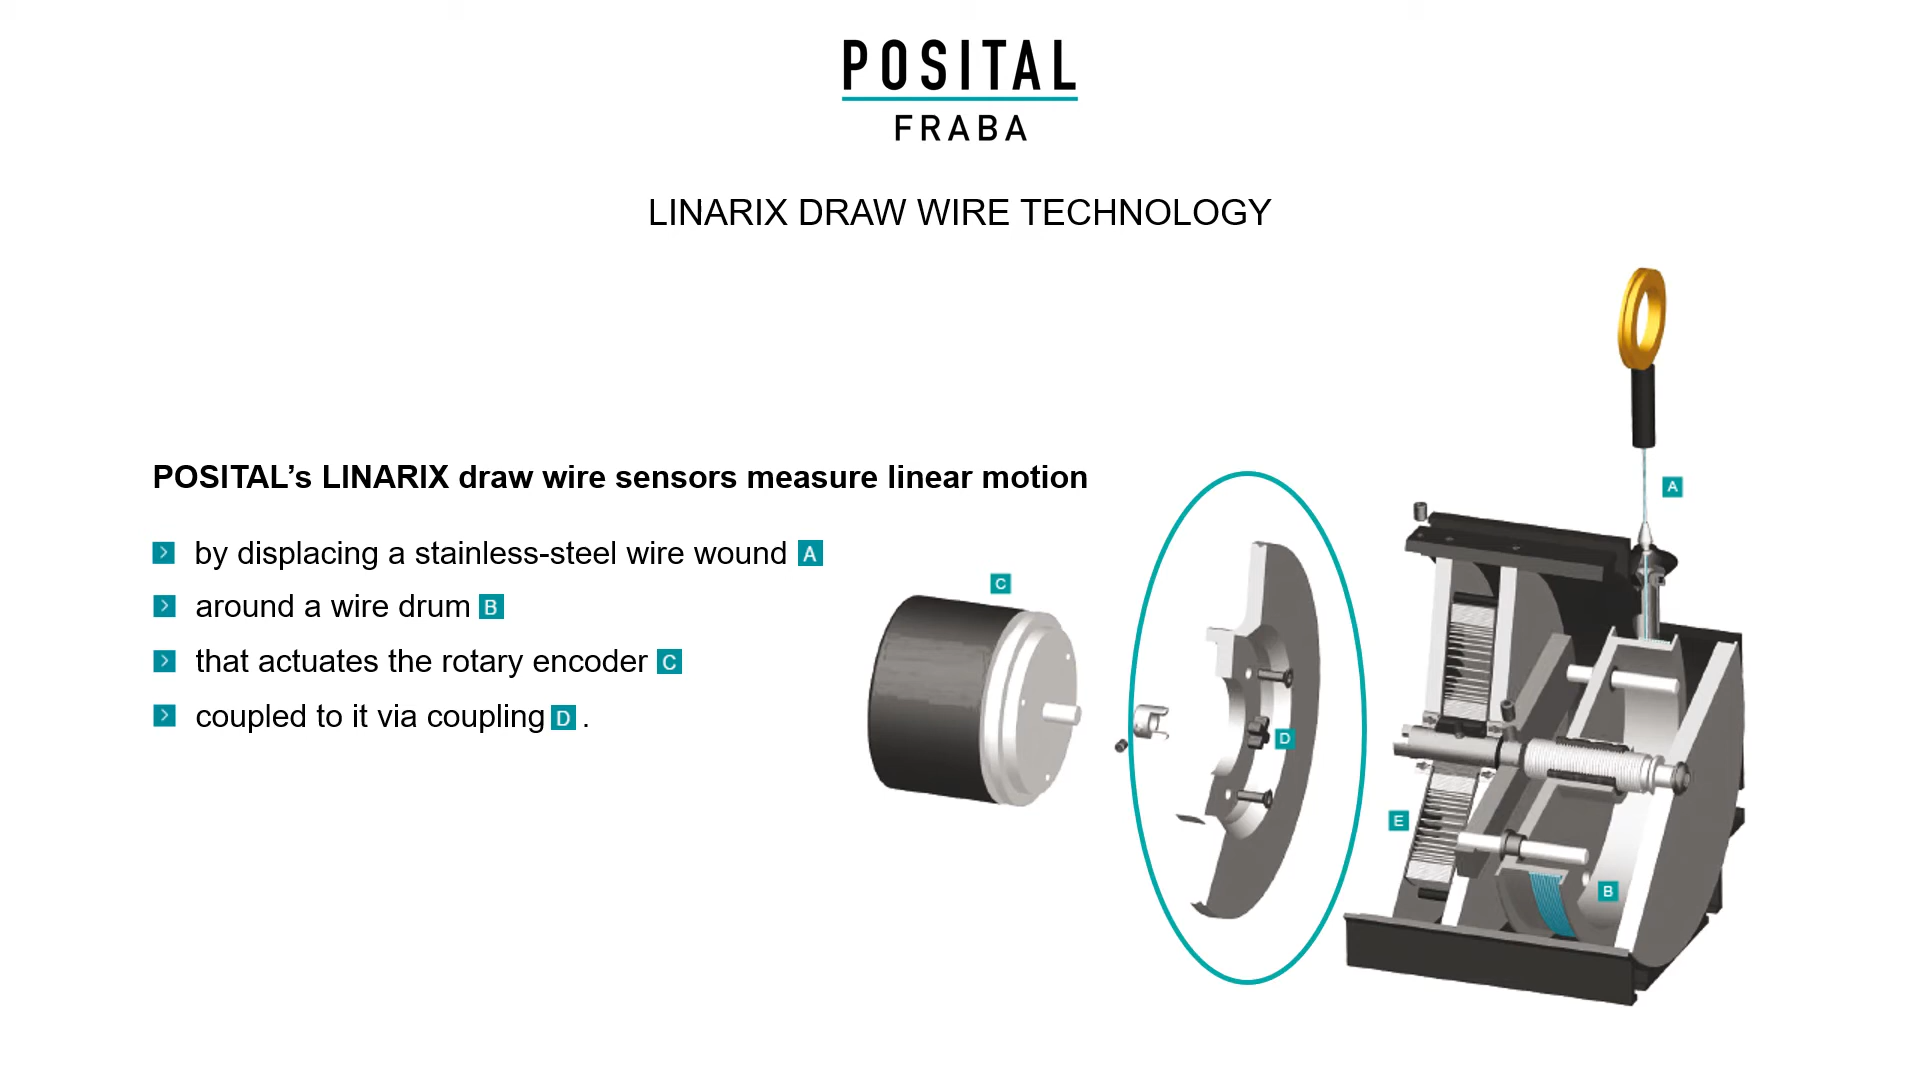 POSITAL
FRABA
LINARIX DRAW WIRE TECHNOLOGY
POSITAL’s LINARIX draw wire sensors measure linear motion
by displacing a stainless-steel wire wound A
around a wire drum B
that actuates the rotary encoder C
coupled to it via coupling D .
A
C
D
E
B